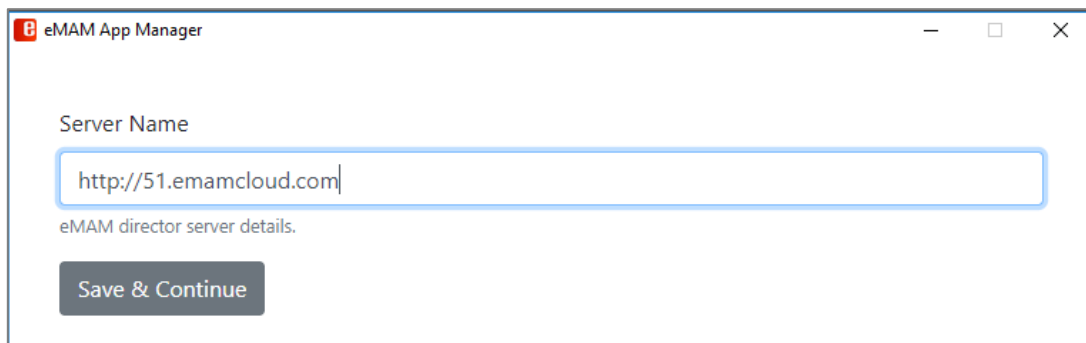 eMAM App Manager
Server Name
http://51.emamcloud.com
eMAM director server details.
Save & Continue